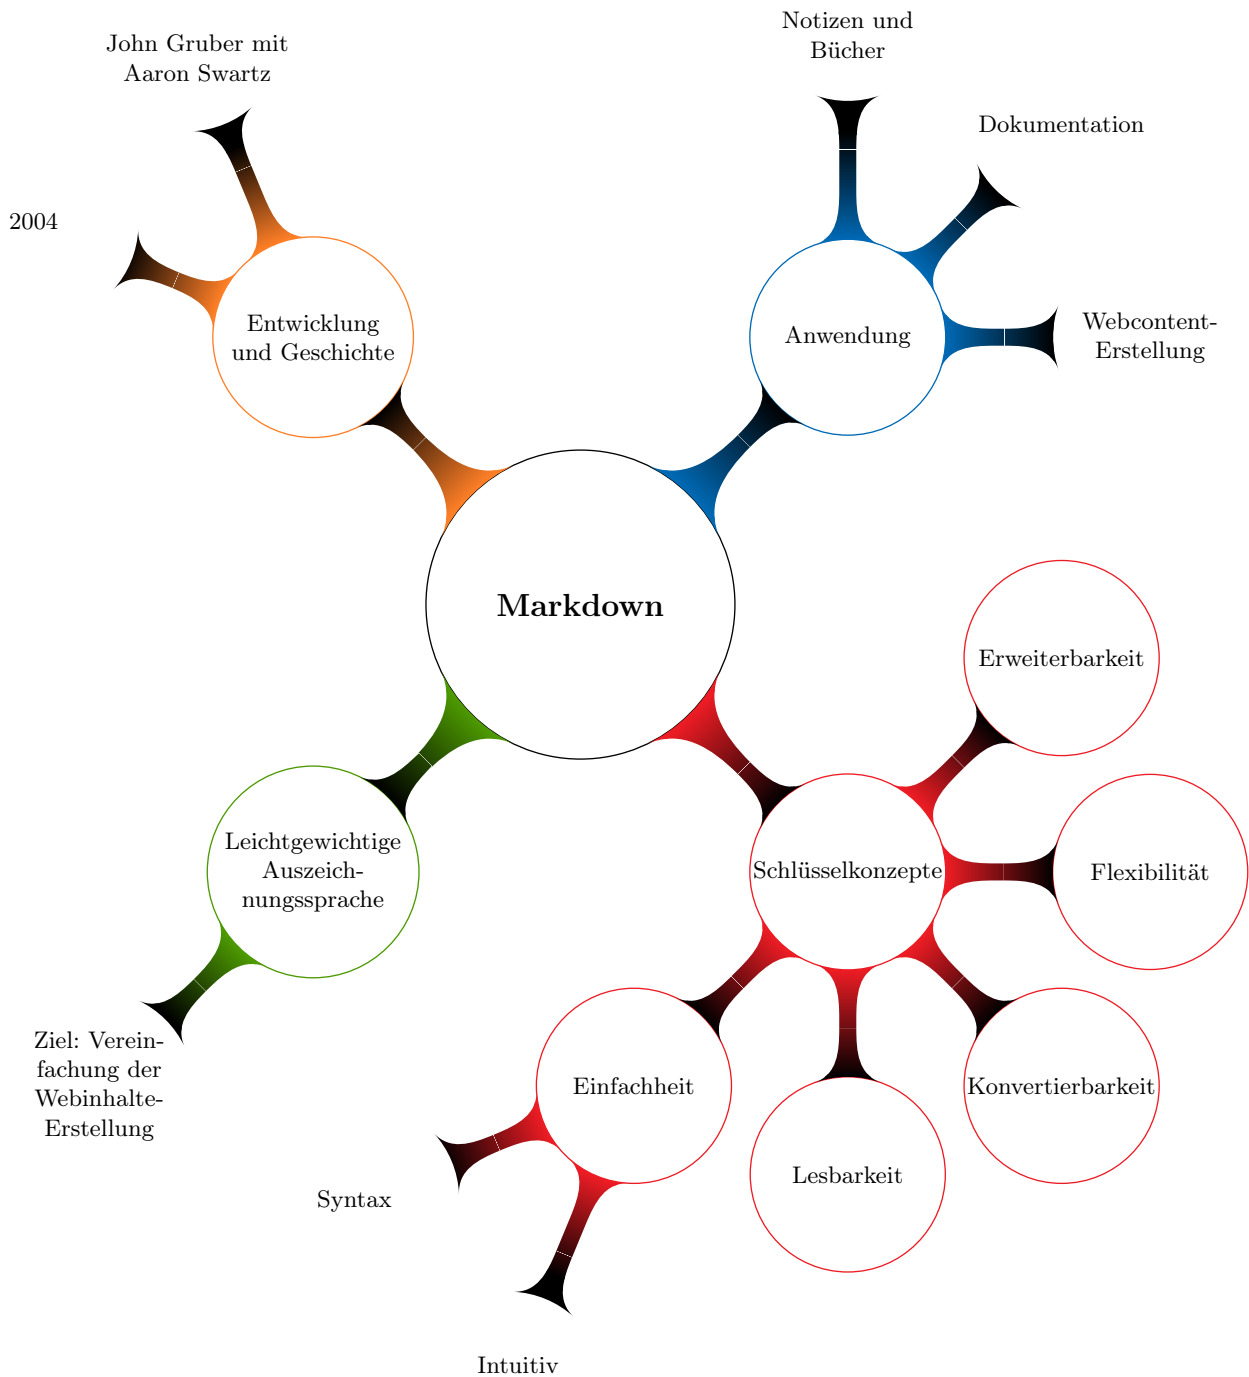 Notizen und
Bücher
John Gruber mit
Aaron Swartz
Dokumentation
2004
Entwicklung
und Geschichte
Anwendung
Webcontent-
Erstellung
Markdown
Erweiterbarkeit
Leichtgewichtige
Auszeich-
nungssprache
Schlüsselkonzepte
Flexibilität
Ziel: Verein-
fachung der
Webinhalte-
Erstellung
Einfachheit
Konvertierbarkeit
Lesbarkeit
Syntax
Intuitiv